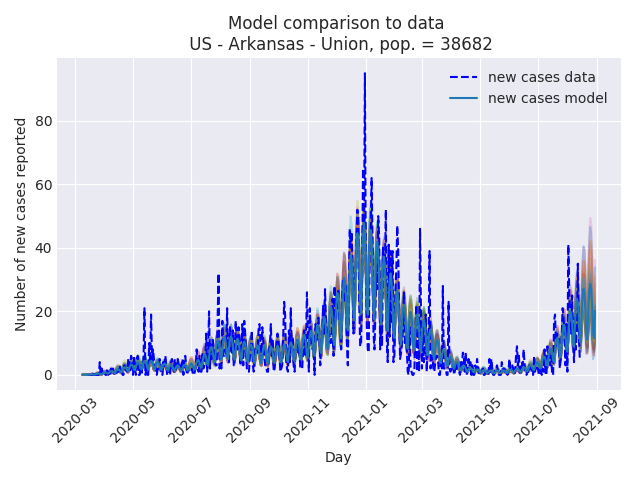 Model comparison to data
US - Arkansas - Union, pop. = 38682
new cases data
new cases model
Number of new cases reported
80
60
40
20
0
2020-03
2020-05
2020-07
2020-09
2020-11
2021-01
2021-03
2021-05
2021-07
2021-09
Day